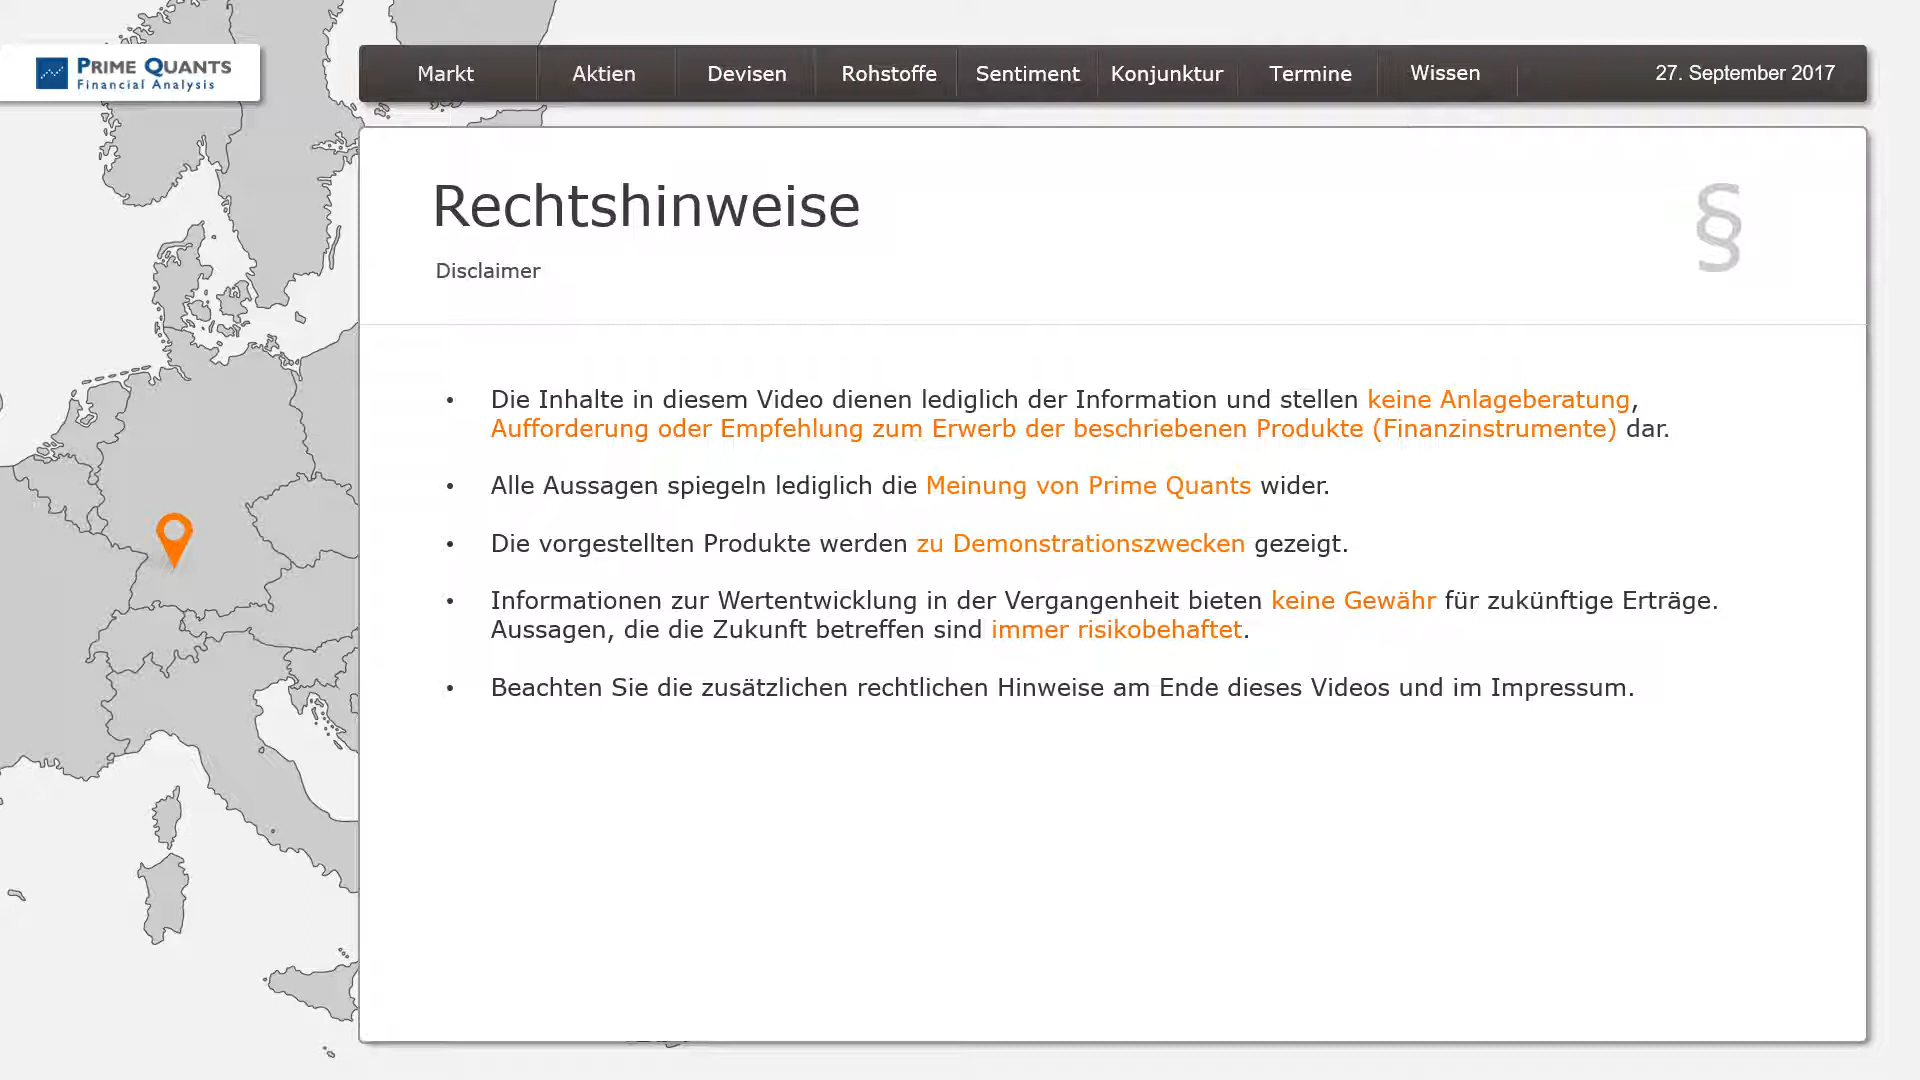 PRIME QUANTS
Financial Analysis
Markt Aktien Devisen Rohstoffe Sentiment Konjunktur Termine Wissen 27. September 2017
Rechtshinweise
§
Disclaimer
• Die Inhalte in diesem Video dienen lediglich der Information und stellen keine Anlageberatung,
Aufforderung oder Empfehlung zum Erwerb der beschriebenen Produkte (Finanzinstrumente) dar.
• Alle Aussagen spiegeln lediglich die Meinung von Prime Quants wider.
• Die vorgestellten Produkte werden zu Demonstrationszwecken gezeigt.
• Informationen zur Wertentwicklung in der Vergangenheit bieten keine Gewähr für zukünftige Erträge.
Aussagen, die die Zukunft betreffen sind immer risikobehaftet.
• Beachten Sie die zusätzlichen rechtlichen Hinweise am Ende dieses Videos und im Impressum.